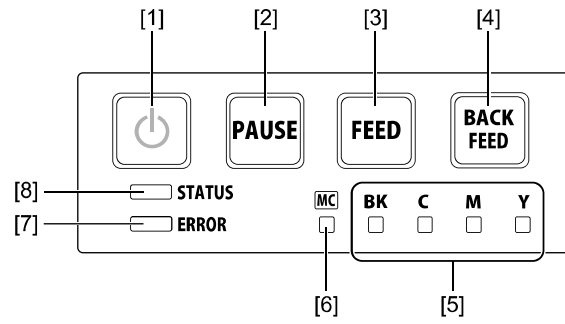 [1] [2] [3] [4]
PAUSE FEED BACK
FEED
[8] STATUS
[7] ERROR
MC BK C M Y
[6] [5]